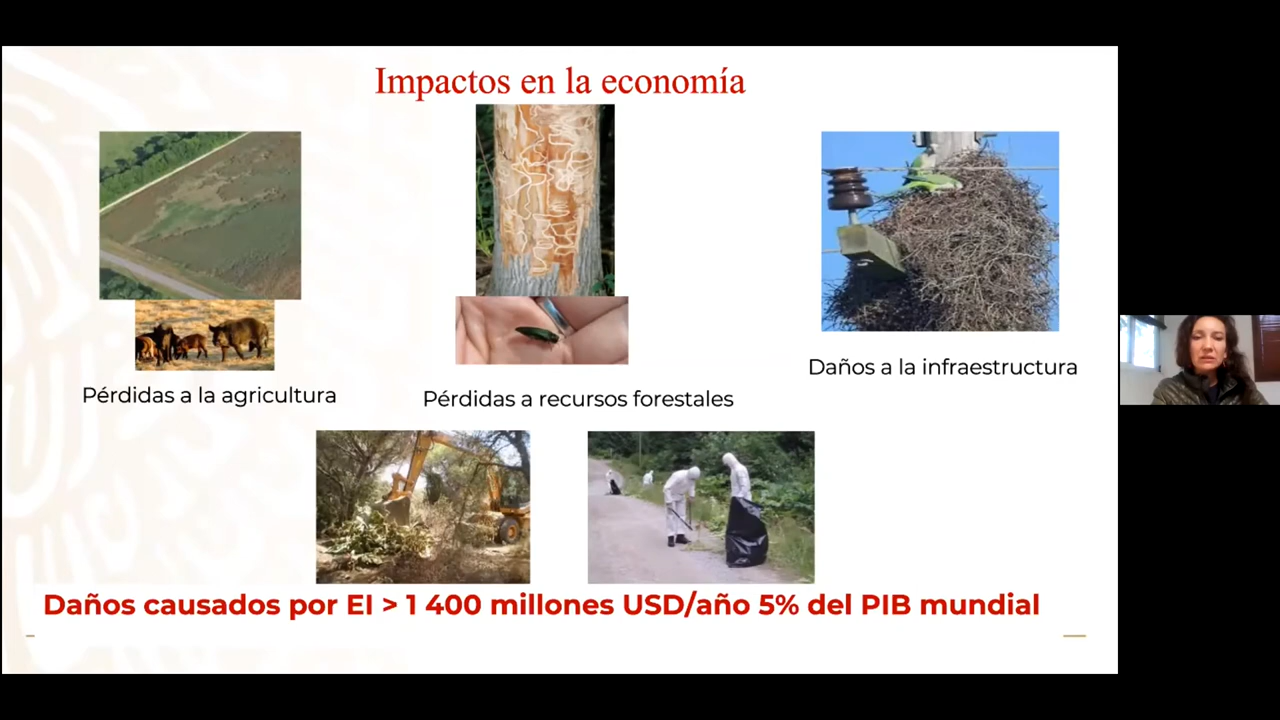 Impactos en la economía
Pérdidas a la agricultura
Pérdidas a recursos forestales
Daños a la infraestructura
Daños causados por EI > 1 400 millones USD/año 5% del PIB mundial